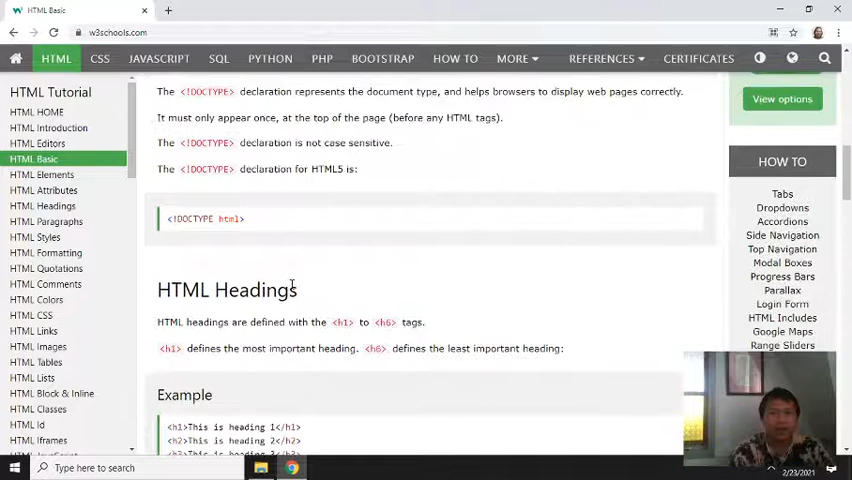 HTML Basic
w3schools.com
HTML CSS JAVASCRIPT SQL PYTHON PHP BOOTSTRAP HOW TO MORE REFERENCES CERTIFICATES
HTML Tutorial
HTML HOME
HTML Introduction
HTML Editors
HTML Basic
HTML Elements
HTML Attributes
HTML Headings
HTML Paragraphs
HTML Styles
HTML Formatting
HTML Quotations
HTML Comments
HTML Colors
HTML CSS
HTML Links
HTML Images
HTML Tables
HTML Lists
HTML Block & Inline
HTML Classes
HTML Id
HTML Iframes
The <!DOCTYPE> declaration represents the document type, and helps browsers to display web pages correctly.
It must only appear once, at the top of the page (before any HTML tags).
The <!DOCTYPE> declaration is not case sensitive.
The <!DOCTYPE> declaration for HTML5 is:
<!DOCTYPE html>
HTML Headings
HTML headings are defined with the <h1> to <h6> tags.
<h1> defines the most important heading. <h6> defines the least important heading:
Example
<h1>This is heading 1</h1>
<h2>This is heading 2</h2>
View options
HOW TO
Tabs
Dropdowns
Accordions
Side Navigation
Top Navigation
Modal Boxes
Progress Bars
Parallax
Login Form
HTML Includes
Google Maps
Range Sliders
Type here to search
2/23/2021